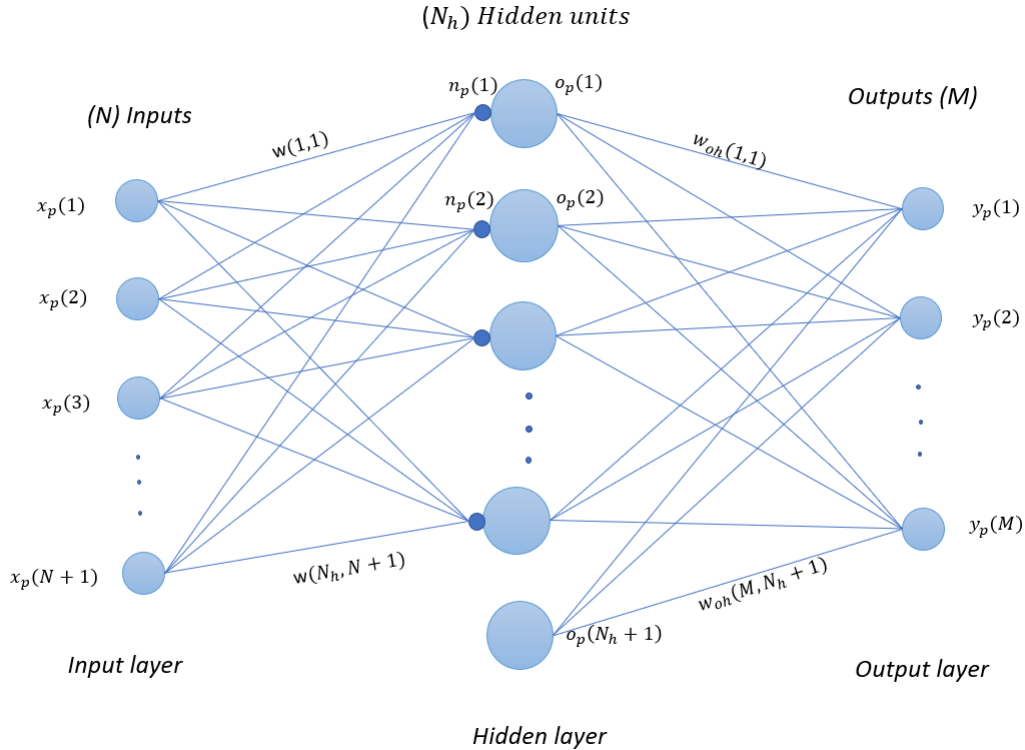 (N_h) Hidden units
(N) Inputs
Outputs (M)
n_p(1)
o_p(1)
w(1,1)
w_oh(1,1)
x_p(1)
n_p(2)
o_p(2)
y_p(1)
x_p(2)
y_p(2)
x_p(3)
y_p(M)
x_p(N + 1)
w(N_h, N + 1)
w_oh(M, N_h + 1)
o_p(N_h + 1)
Input layer
Output layer
Hidden layer